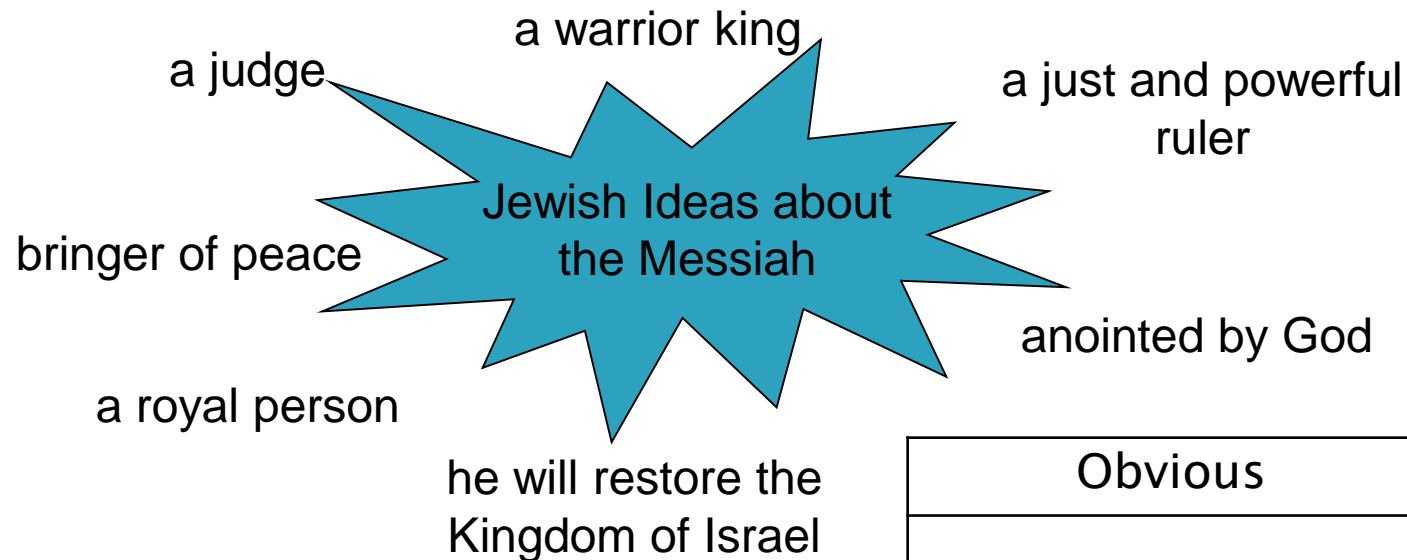 a warrior king
a judge
a just and powerful
ruler
Jewish Ideas about
the Messiah
bringer of peace
anointed by God
a royal person
he will restore the
Kingdom of Israel
Obvious